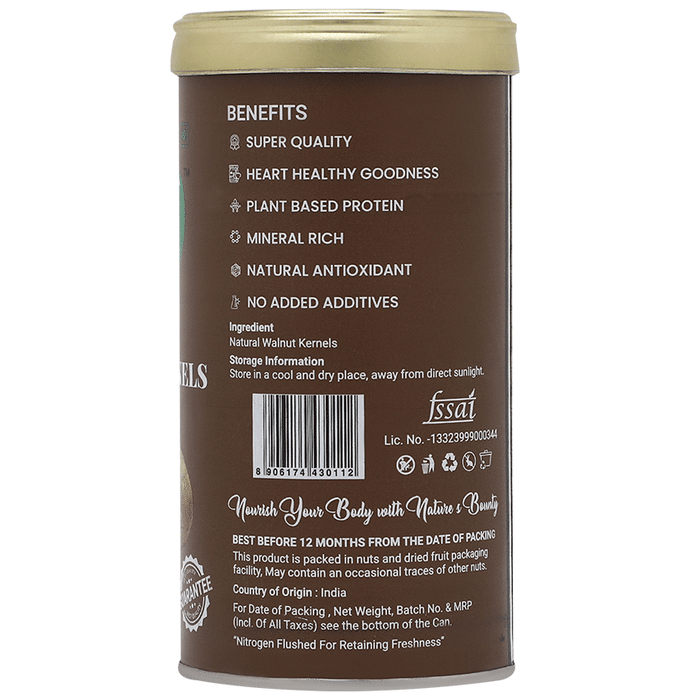 BENEFITS
SUPER QUALITY
HEART HEALTHY GOODNESS
PLANT BASED PROTEIN
MINERAL RICH
NATURAL ANTIOXIDANT
NO ADDED ADDITIVES
Ingredient
Natural Walnut Kernels
Storage Information
Store in a cool and dry place, away from direct sunlight.
NELS
fssai
Lic. No. -13323999000344
8 906174 430112
Nourish Your Body with Nature's Bounty
BEST BEFORE 12 MONTHS FROM THE DATE OF PACKING
This product is packed in nuts and dried fruit packaging
facility, May contain an occasional traces of other nuts.
Country of Origin : India
For Date of Packing , Net Weight, Batch No. & MRP
(Incl. Of All Taxes) see the bottom of the Can.
"Nitrogen Flushed For Retaining Freshness"
TM